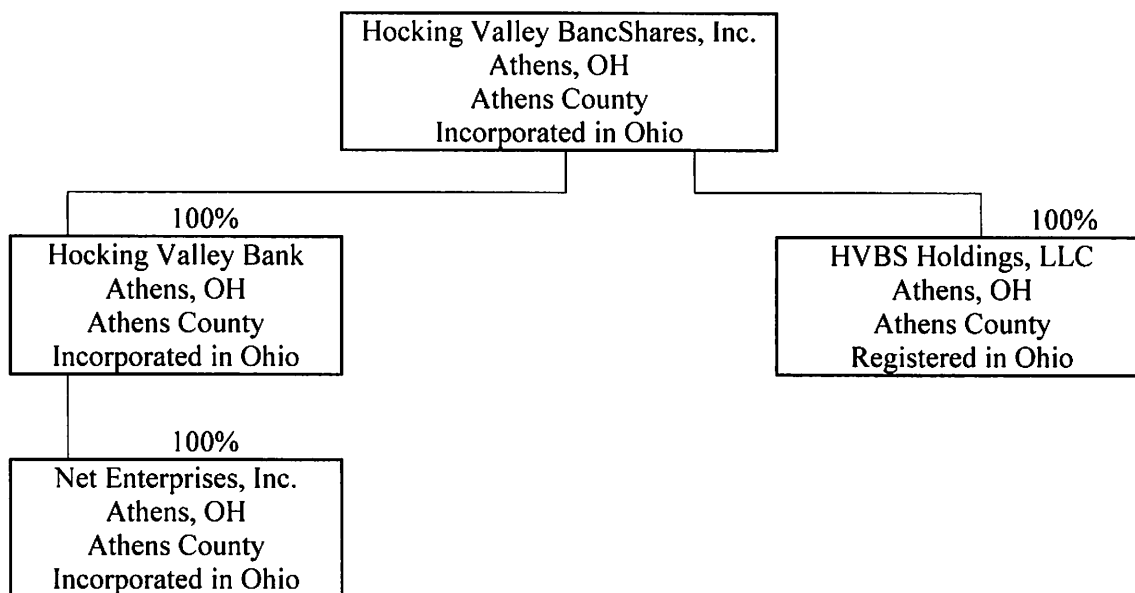 Hocking Valley BancShares, Inc.
Athens, OH
Athens County
Incorporated in Ohio
100%
Hocking Valley Bank
Athens, OH
Athens County
Incorporated in Ohio
100%
HVBS Holdings, LLC
Athens, OH
Athens County
Registered in Ohio
100%
Net Enterprises, Inc.
Athens, OH
Athens County
Incorporated in Ohio